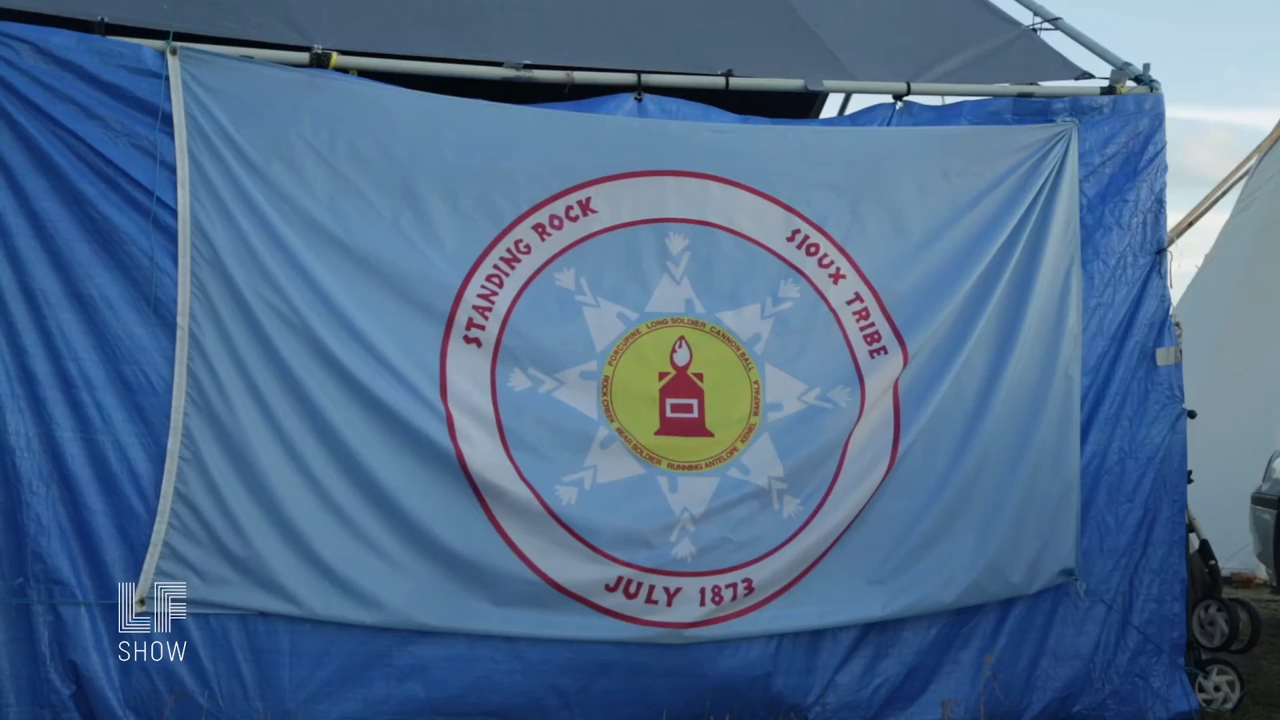 STANDING ROCK
SIOUX TRIBE
PORCUPINE LONG SOLDIER CANNON BALL WAKPALA KENEL RUNNING ANTELOPE BEAR SOLDIER ROCK CREEK
JULY 1873
LF
SHOW